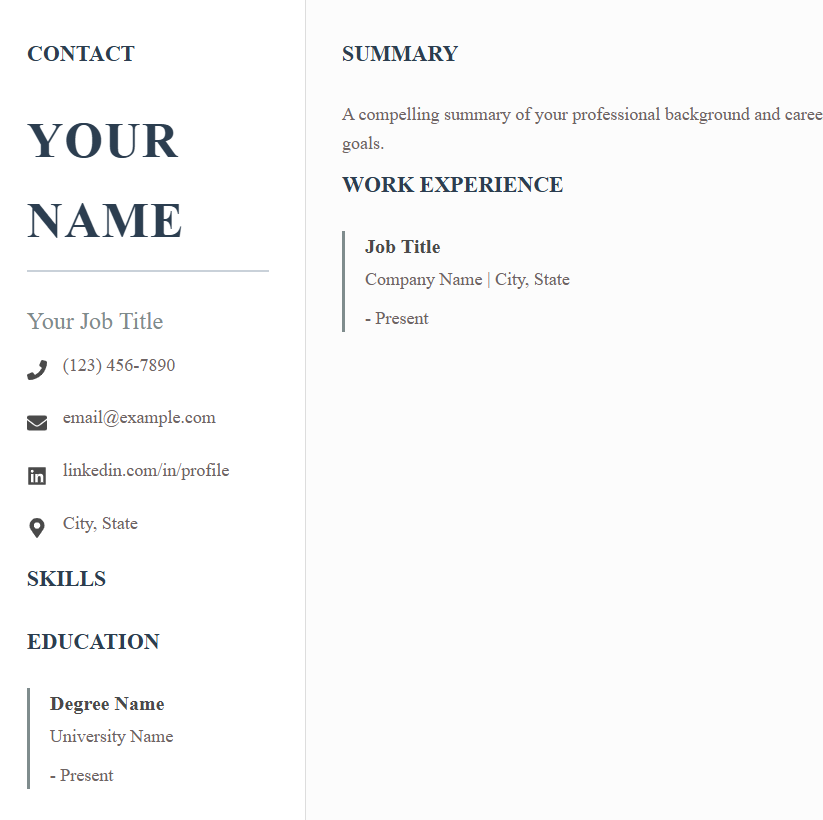 CONTACT
YOUR
NAME
Your Job Title
(123) 456-7890
email@example.com
linkedin.com/in/profile
City, State
SKILLS
EDUCATION
Degree Name
University Name
- Present
SUMMARY
A compelling summary of your professional background and caree
goals.
WORK EXPERIENCE
Job Title
Company Name | City, State
- Present